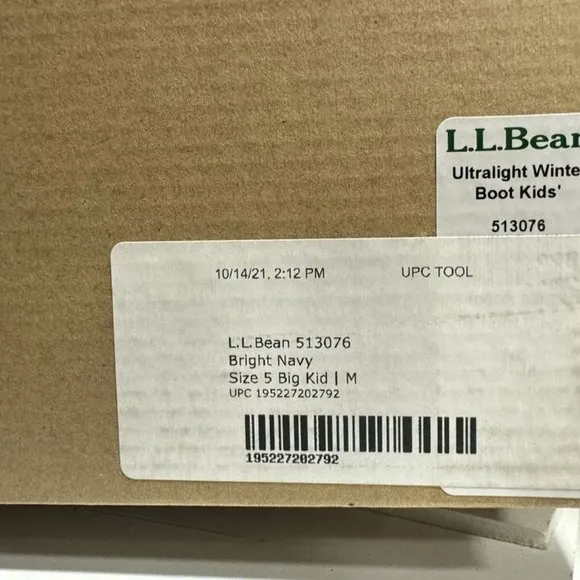 L.L.Bean
Ultralight Winte
Boot Kids'
513076
10/14/21, 2:12 PM UPC TOOL
L.L.Bean 513076
Bright Navy
Size 5 Big Kid | M
UPC 195227202792
195227202792